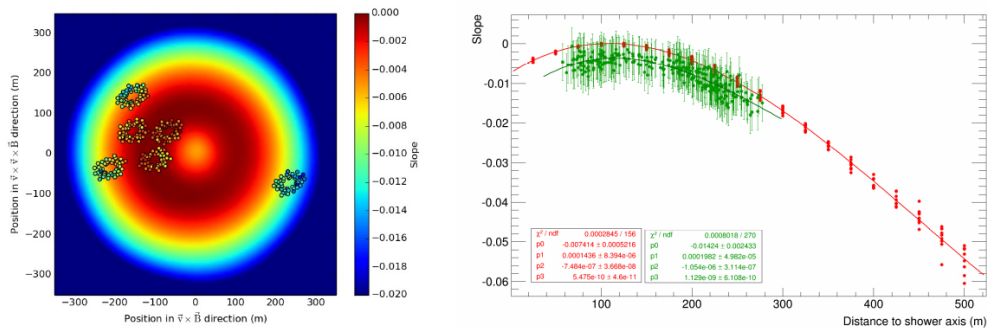 300
200
100
0
−100
−200
−300
−300 −200 −100 0 100 200 300
Position in v⃗ × B⃗ direction (m)
Position in v⃗ × v⃗ × B⃗ direction (m)
0.000
−0.002
−0.004
−0.006
−0.008
−0.010
−0.012
−0.014
−0.016
−0.018
−0.020
Slope
Slope
0
-0.01
-0.02
-0.03
-0.04
-0.05
-0.06
χ² / ndf 0.0002845 / 156
p0 -0.007414 ± 0.0005216
p1 0.0001436 ± 8.394e-06
p2 -7.484e-07 ± 3.668e-08
p3 5.475e-10 ± 4.6e-11
χ² / ndf 0.0008018 / 270
p0 -0.01424 ± 0.002433
p1 0.0001982 ± 4.982e-05
p2 -1.054e-06 ± 3.114e-07
p3 1.129e-09 ± 6.108e-10
100 200 300 400 500
Distance to shower axis (m)